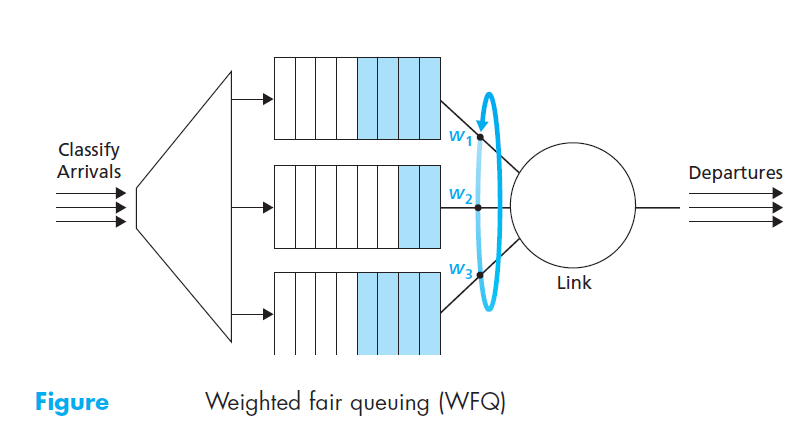 Classify
Arrivals
w1
w2
w3
Departures
Link
Figure Weighted fair queuing (WFQ)